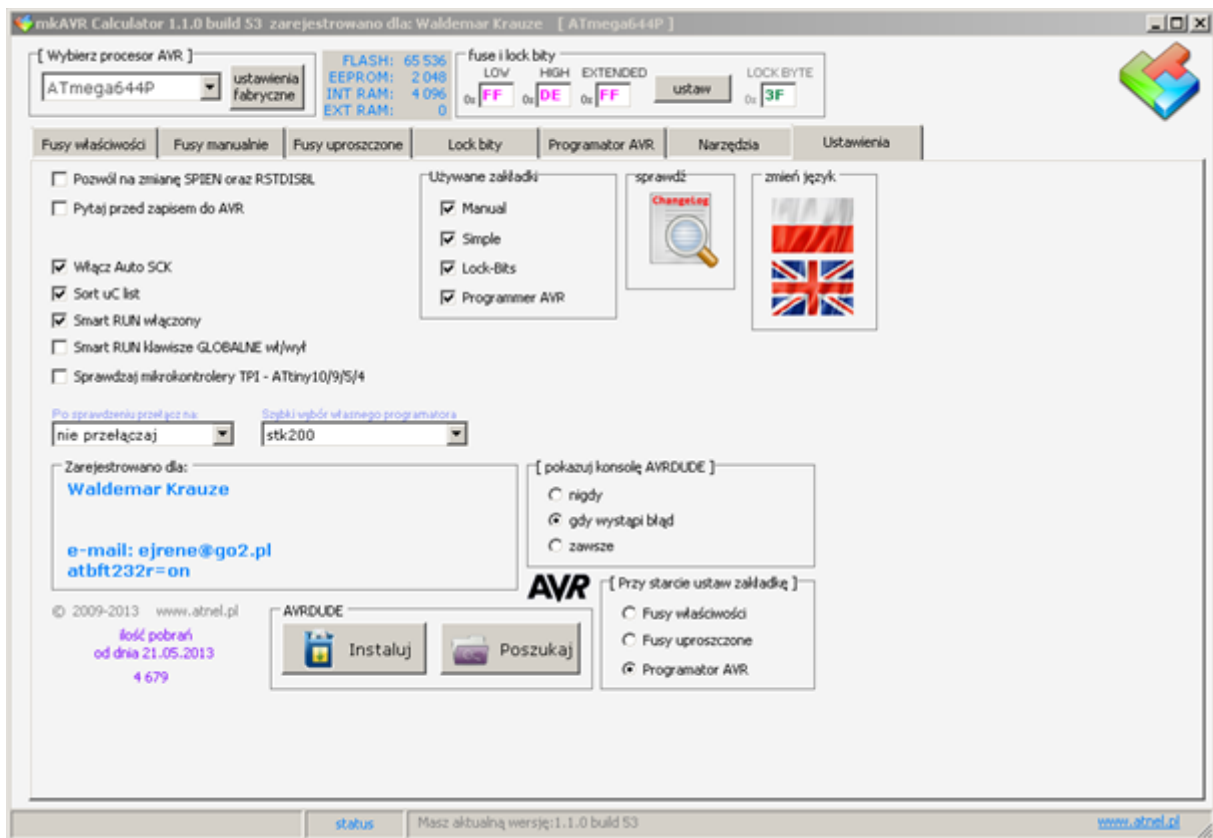 mkAVR Calculator 1.1.0 build 53 zarejestrowano dla: Waldemar Krauze [ ATmega644P ]
[ Wybierz procesor AVR ]
ATmega644P
ustawienia
fabryczne
FLASH: 65 536
EEPROM: 2 048
INT RAM: 4 096
EXT RAM: 0
fuse i lock bity
LOW HIGH EXTENDED LOCK BYTE
0x FF 0x DE 0x FF ustaw 0x 3F
Fusy właściwości Fusy manualnie Fusy uproszczone Lock bity Programator AVR Narzędzia Ustawienia
Pozwól na zmianę SPIEN oraz RSTDISBL
Pytaj przed zapisem do AVR
Włącz Auto SCK
Sort uC list
Smart RUN włączony
Smart RUN klawisze GLOBALNE wł/wył
Sprawdzaj mikrokontrolery TPI - ATtiny10/9/5/4
Używane zakładki
Manual
Simple
Lock-Bits
Programmer AVR
sprawdź
ChangeLog
zmień język
Po sprawdzeniu przełącz na:
nie przełączaj
Szybki wybór własnego programatora
stk200
Zarejestrowano dla:
Waldemar Krauze
e-mail: ejrene@go2.pl
atbft232r=on
[ pokazuj konsolę AVRDUDE ]
nigdy
gdy wystąpi błąd
zawsze
AVR
[ Przy starcie ustaw zakładkę ]
Fusy właściwości
Fusy uproszczone
Programator AVR
© 2009-2013 www.atnel.pl
ilość pobrań
od dnia 21.05.2013
4 679
AVRDUDE
Instaluj
Poszukaj
status
Masz aktualną wersję:1.1.0 build 53
www.atnel.pl